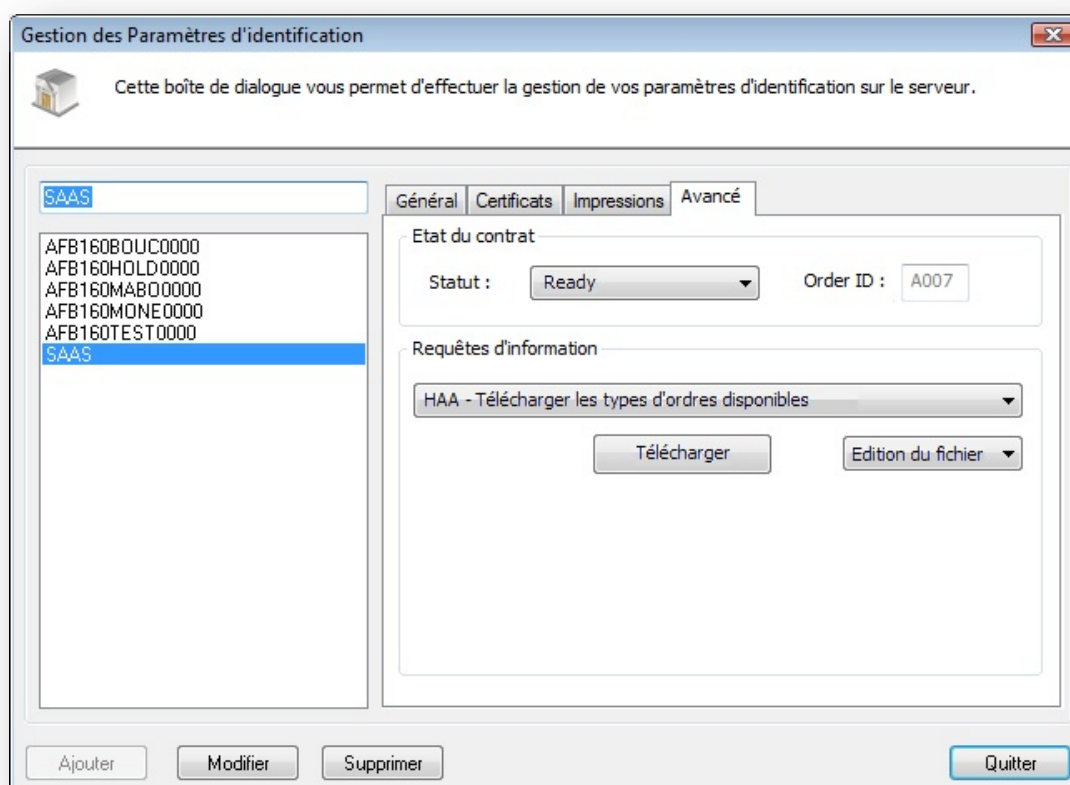 Gestion des Paramètres d'identification
Cette boîte de dialogue vous permet d'effectuer la gestion de vos paramètres d'identification sur le serveur.
SAAS
AFB160BOUC0000
AFB160HOLD0000
AFB160MABO0000
AFB160MONE0000
AFB160TEST0000
SAAS
Général Certificats Impressions Avancé
Etat du contrat
Statut : Ready Order ID : A007
Requêtes d'information
HAA - Télécharger les types d'ordres disponibles
Télécharger Edition du fichier
Ajouter Modifier Supprimer Quitter